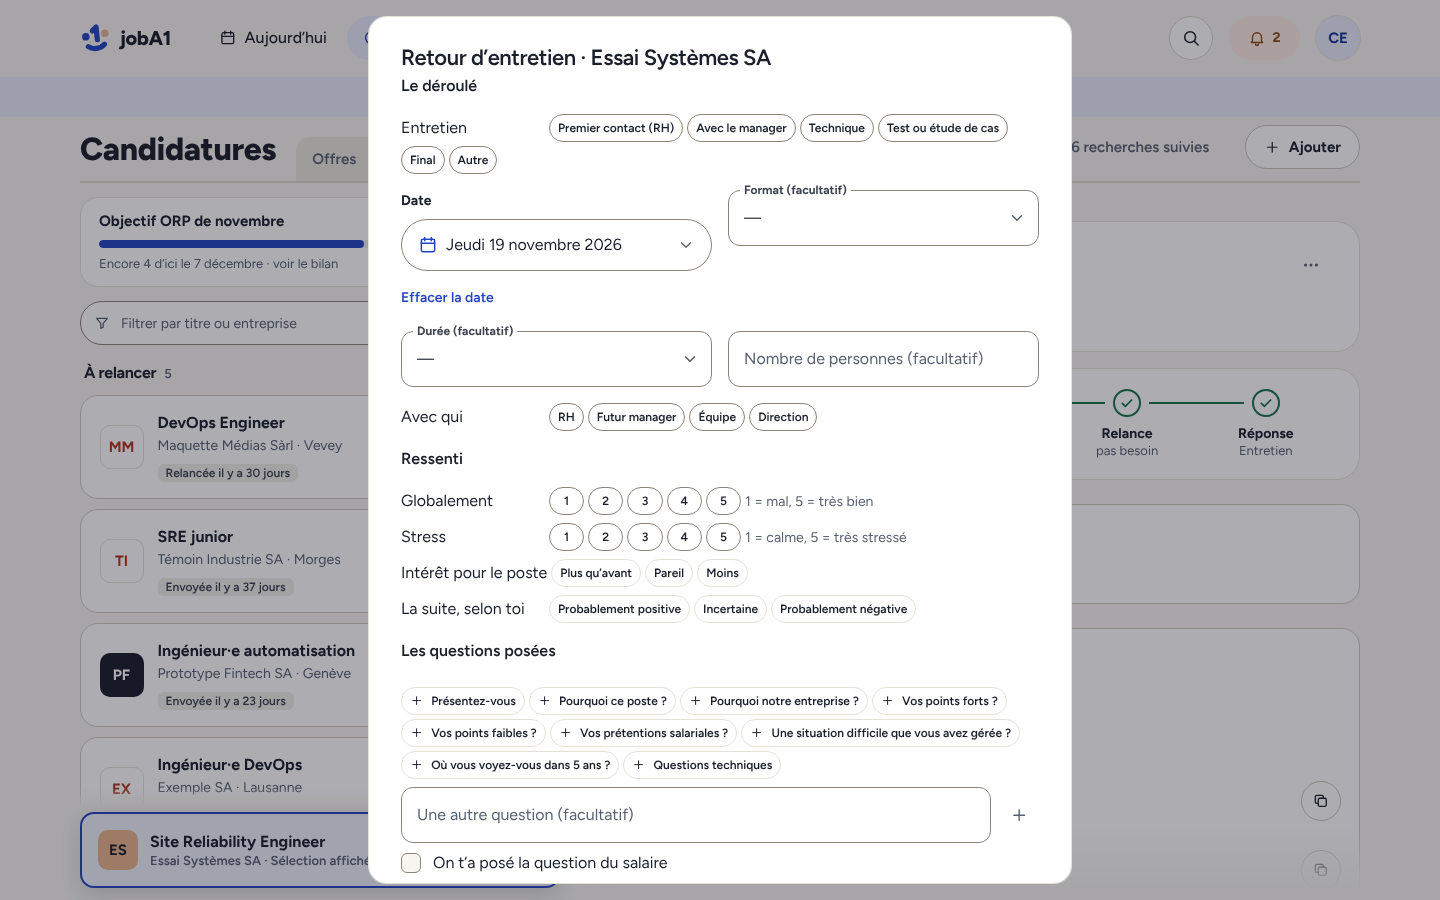 jobA1
Aujourd’hui
2
CE
Candidatures
Offres
6 recherches suivies
Ajouter
Objectif ORP de novembre
Encore 4 d’ici le 7 décembre · voir le bilan
Filtrer par titre ou entreprise
À relancer 5
MM
DevOps Engineer
Maquette Médias Sàrl · Vevey
Relancée il y a 30 jours
TI
SRE junior
Témoin Industrie SA · Morges
Envoyée il y a 37 jours
PF
Ingénieur·e automatisation
Prototype Fintech SA · Genève
Envoyée il y a 23 jours
EX
Ingénieur·e DevOps
Exemple SA · Lausanne
ES
Site Reliability Engineer
Essai Systèmes SA · Sélection affiché
Retour d’entretien · Essai Systèmes SA
Le déroulé
Entretien Premier contact (RH) Avec le manager Technique Test ou étude de cas
Final Autre
Date
Jeudi 19 novembre 2026
Format (facultatif)
—
Effacer la date
Durée (facultatif)
—
Nombre de personnes (facultatif)
Avec qui RH Futur manager Équipe Direction
Ressenti
Globalement 1 2 3 4 5 1 = mal, 5 = très bien
Stress 1 2 3 4 5 1 = calme, 5 = très stressé
Intérêt pour le poste Plus qu’avant Pareil Moins
La suite, selon toi Probablement positive Incertaine Probablement négative
Les questions posées
+ Présentez-vous + Pourquoi ce poste ? + Pourquoi notre entreprise ? + Vos points forts ?
+ Vos points faibles ? + Vos prétentions salariales ? + Une situation difficile que vous avez gérée ?
+ Où vous voyez-vous dans 5 ans ? + Questions techniques
Une autre question (facultatif)
On t’a posé la question du salaire
Relance
pas besoin
Réponse
Entretien